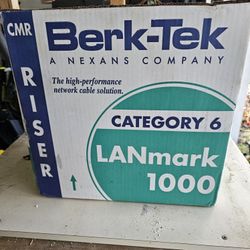 CMR
RISER
Berk-Tek
A NEXANS COMPANY
The high-performance
network cable solution.
CATEGORY 6
LANmark
1000